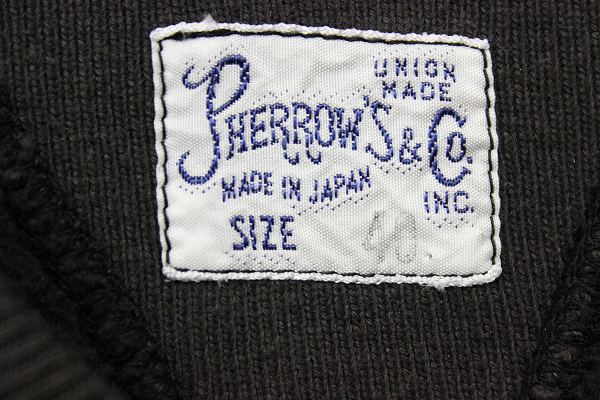 UNION
MADE
PHERROW'S & Co.
MADE IN JAPAN
INC.
SIZE 40